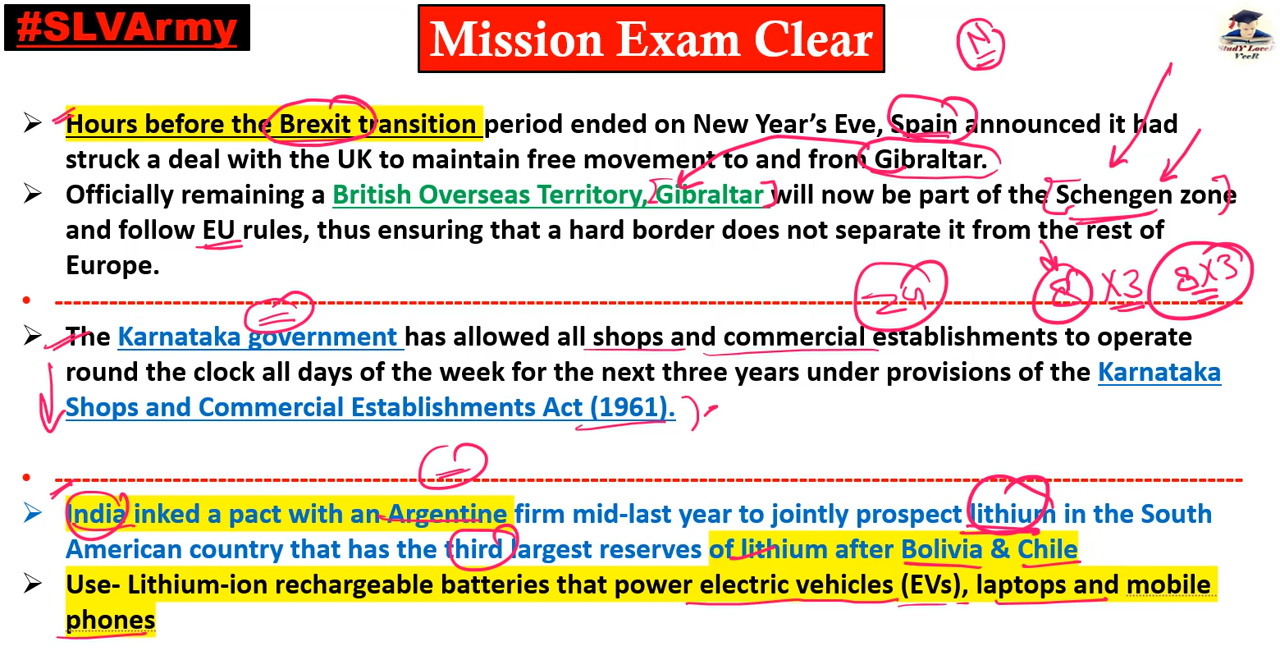 #SLVArmy
Mission Exam Clear
N
StudY LoveR
VeeR
Hours before the Brexit transition period ended on New Year's Eve, Spain announced it had
struck a deal with the UK to maintain free movement to and from Gibraltar.
Officially remaining a British Overseas Territory, Gibraltar will now be part of the Schengen zone
and follow EU rules, thus ensuring that a hard border does not separate it from the rest of
Europe.
24 8 x3 8x3
The Karnataka government has allowed all shops and commercial establishments to operate
round the clock all days of the week for the next three years under provisions of the Karnataka
Shops and Commercial Establishments Act (1961).
India inked a pact with an Argentine firm mid-last year to jointly prospect lithium in the South
American country that has the third largest reserves of lithium after Bolivia & Chile
Use- Lithium-ion rechargeable batteries that power electric vehicles (EVs), laptops and mobile
phones